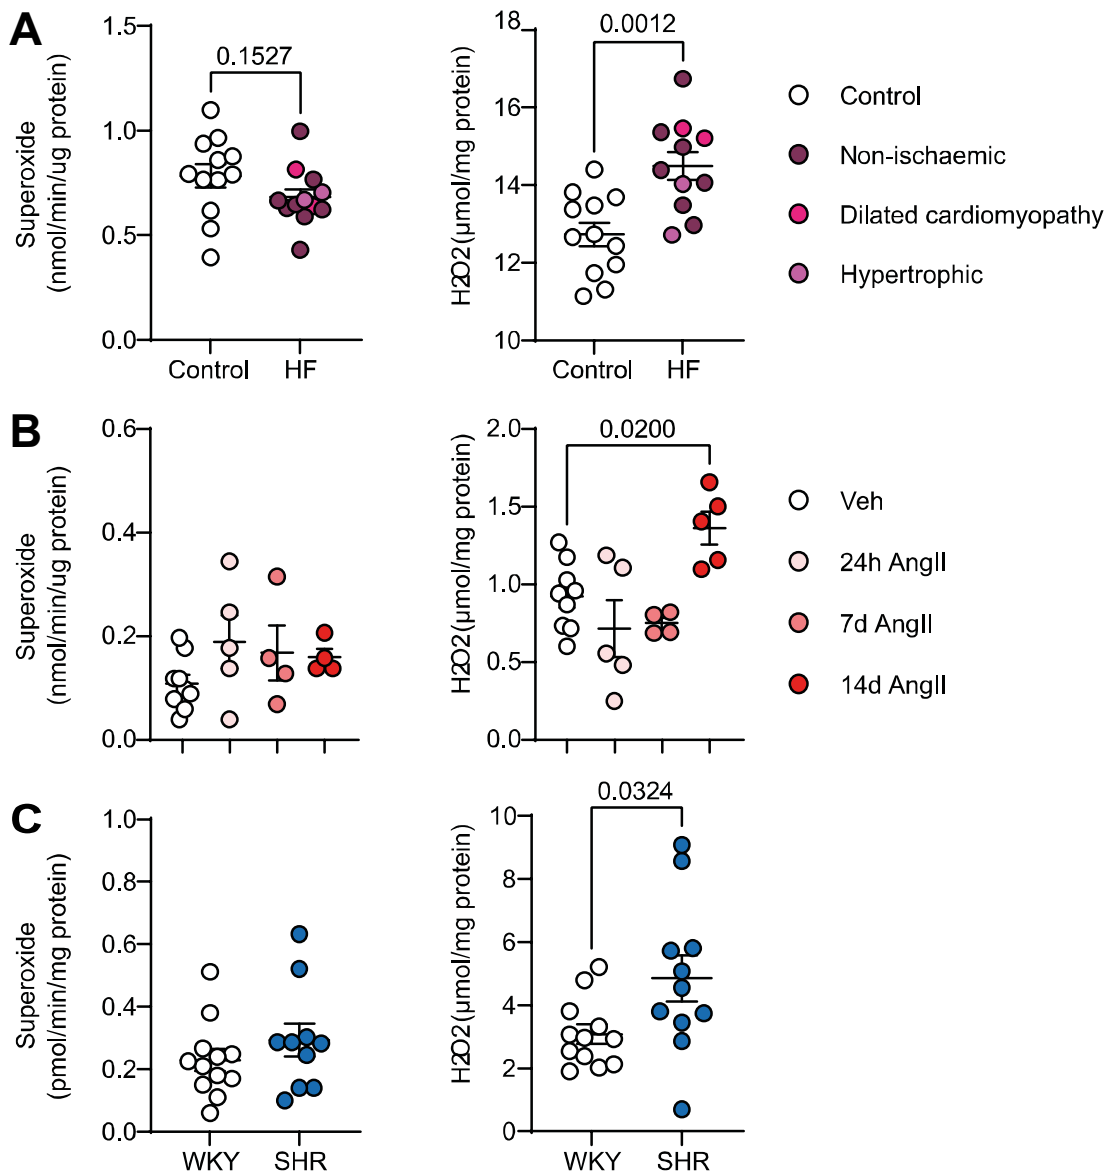 A
Superoxide
(nmol/min/ug protein)
1.5
1.0
0.5
0.0
0.1527
Control
HF
H2O2(μmol/mg protein)
18
16
14
12
10
0.0012
Control
HF
Control
Non-ischaemic
Dilated cardiomyopathy
Hypertrophic
B
Superoxide
(nmol/min/ug protein)
0.6
0.4
0.2
0.0
H2O2(μmol/mg protein)
2.0
1.5
1.0
0.5
0.0
0.0200
Veh
24h AngII
7d AngII
14d AngII
C
Superoxide
(pmol/min/mg protein)
1.0
0.8
0.6
0.4
0.2
0.0
WKY
SHR
H2O2(μmol/mg protein)
10
8
6
4
2
0
0.0324
WKY
SHR